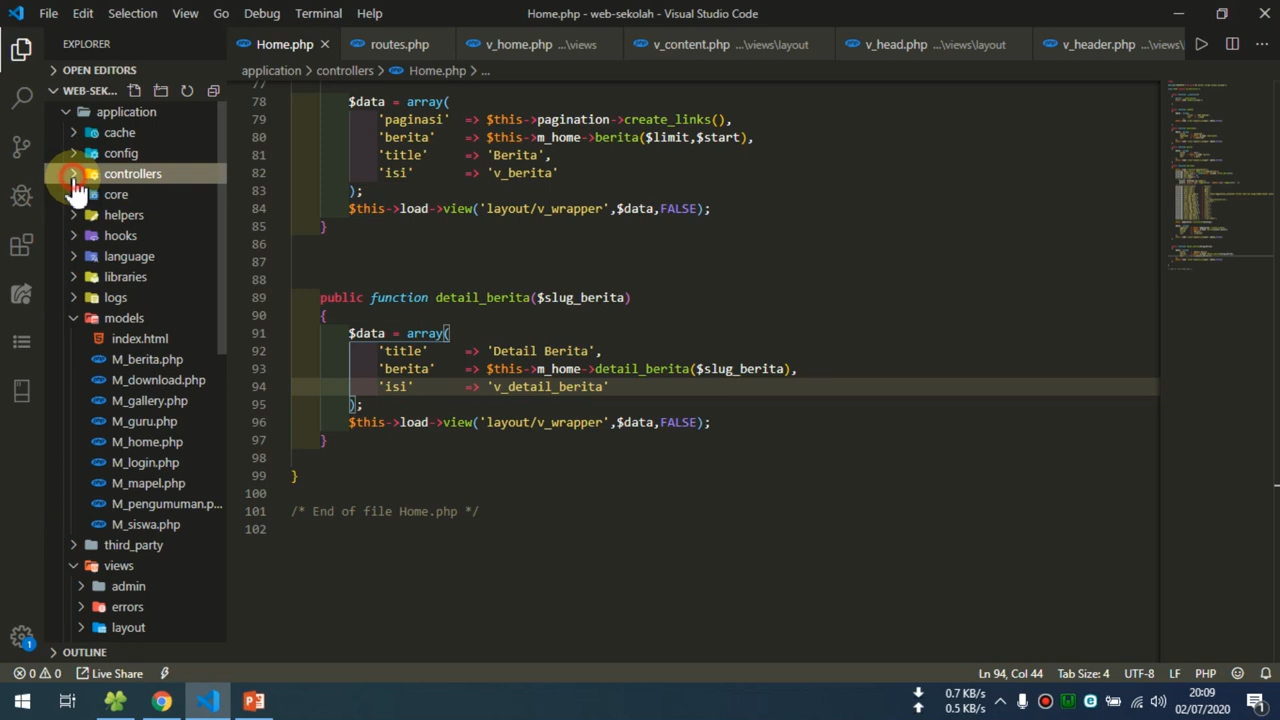 File Edit Selection View Go Debug Terminal Help
Home.php - web-sekolah - Visual Studio Code
EXPLORER
Home.php
routes.php
v_home.php ...\views
v_content.php ...\views\layout
v_head.php ...\views\layout
v_header.php ...\views\
OPEN EDITORS
application > controllers > Home.php > ...
WEB-SEK...
application
cache
config
controllers
core
helpers
hooks
language
libraries
logs
models
index.html
M_berita.php
M_download.php
M_gallery.php
M_guru.php
M_home.php
M_login.php
M_mapel.php
M_pengumuman.p...
M_siswa.php
third_party
views
admin
errors
layout
OUTLINE
77
78 $data = array(
79 'paginasi' => $this->pagination->create_links(),
80 'berita' => $this->m_home->berita($limit,$start),
81 'title' => 'Berita',
82 'isi' => 'v_berita'
83 );
84 $this->load->view('layout/v_wrapper',$data,FALSE);
85 }
86
87
88
89 public function detail_berita($slug_berita)
90 {
91 $data = array(
92 'title' => 'Detail Berita',
93 'berita' => $this->m_home->detail_berita($slug_berita),
94 'isi' => 'v_detail_berita'
95 );
96 $this->load->view('layout/v_wrapper',$data,FALSE);
97 }
98
99 }
100
101 /* End of file Home.php */
102
0 0 Live Share
Ln 94, Col 44 Tab Size: 4 UTF-8 LF PHP
1
0.7 KB/s
0.5 KB/s
20:09
02/07/2020
1